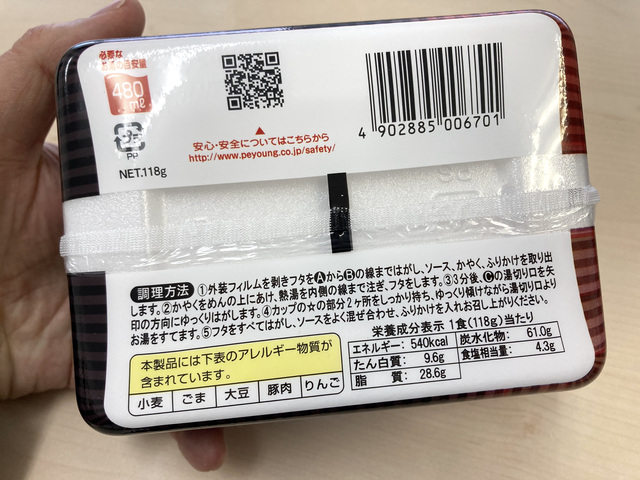 必要な
お湯の目安量
480
ml
PP
NET.118g
安心・安全についてはこちらから
http://www.peyoung.co.jp/safety/
4 902885 006701
調理方法 ①外装フィルムを剥きフタをAからBの線まではがし、ソース、かやく、ふりかけを取り出
します。②かやくをめんの上にあけ、熱湯を内側の線まで注ぎ、フタをします。③3分後、Cの湯切り口を矢
印の方向にゆっくりはがします。④カップの☆の部分2ヶ所をしっかり持ち、ゆっくり傾けながら湯切り口より
お湯をすてます。⑤フタをすべてはがし、ソースをよく混ぜ合わせ、ふりかけを入れお召し上がりください。
本製品には下表のアレルギー物質が
含まれています。
小麦 ごま 大豆 豚肉 りんご
栄養成分表示 1食(118g)当たり
エネルギー: 540kcal 炭水化物: 61.0g
たん白質: 9.6g 食塩相当量: 4.3g
脂質: 28.6g